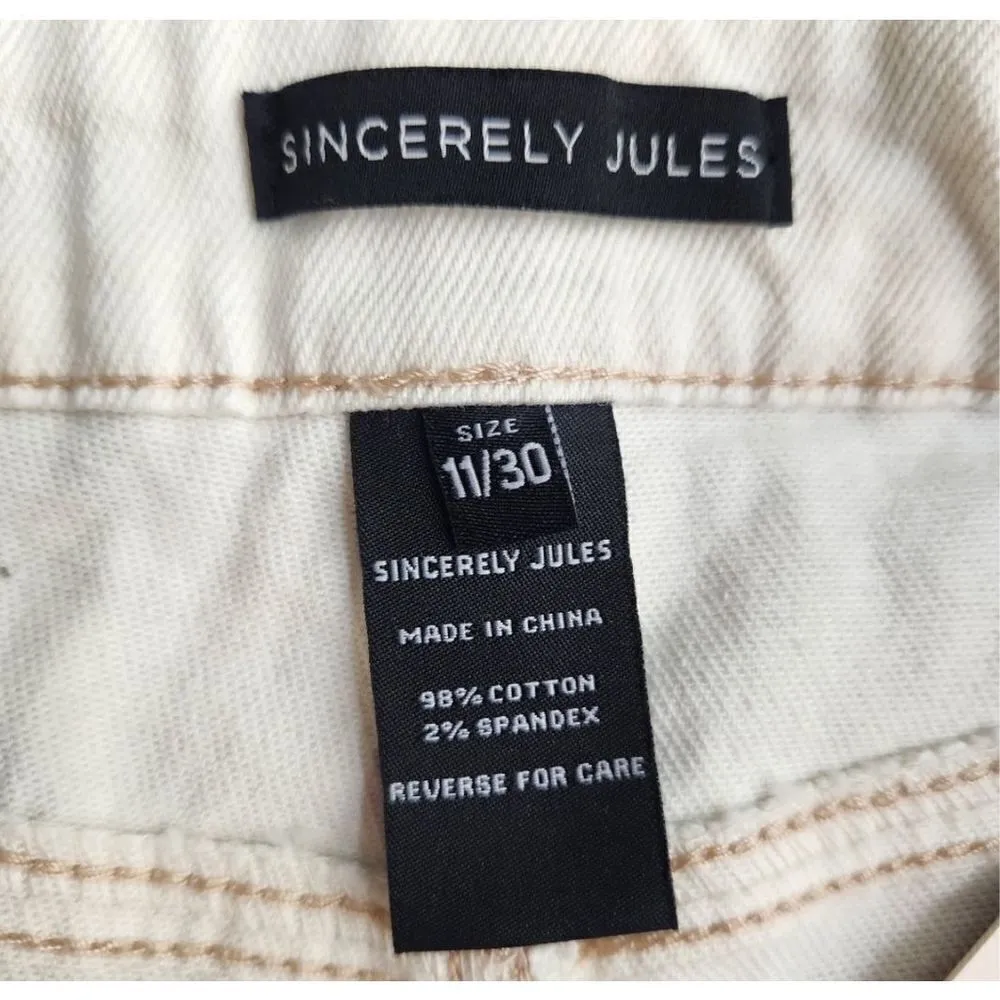 SINCERELY JULES
SIZE
11/30
SINCERELY JULES
MADE IN CHINA
98% COTTON
2% SPANDEX
REVERSE FOR CARE